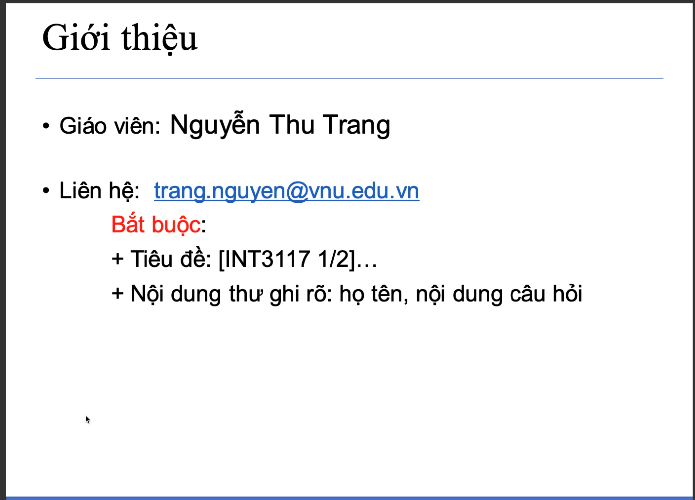 Giới thiệu
• Giáo viên: Nguyễn Thu Trang
• Liên hệ: trang.nguyen@vnu.edu.vn
Bắt buộc:
+ Tiêu đề: [INT3117 1/2]…
+ Nội dung thư ghi rõ: họ tên, nội dung câu hỏi